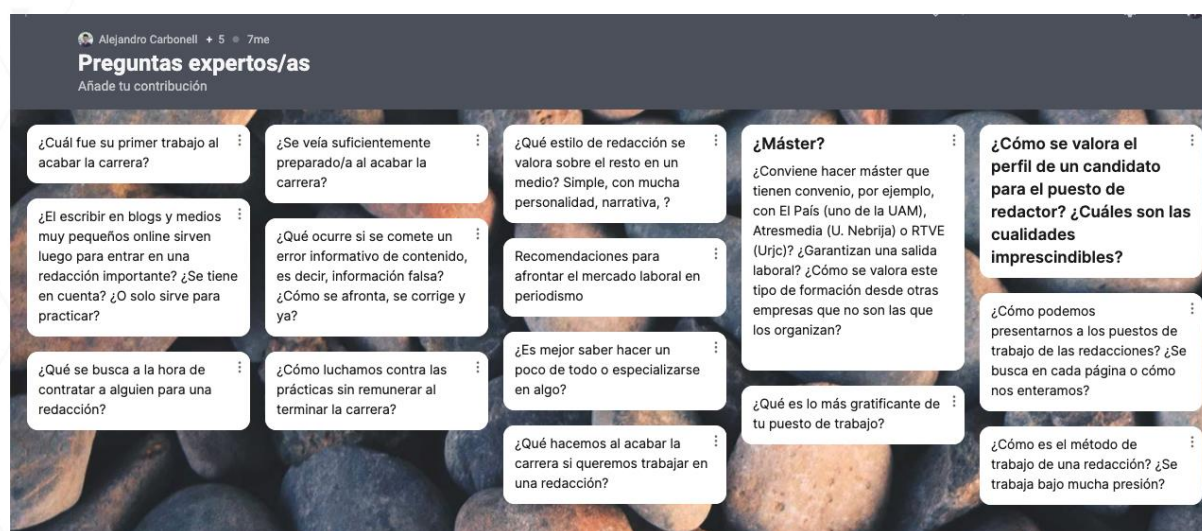 Alejandro Carbonell + 5 7me
Preguntas expertos/as
Añade tu contribución
¿Cuál fue su primer trabajo al
acabar la carrera?
¿El escribir en blogs y medios
muy pequeños online sirven
luego para entrar en una
redacción importante? ¿Se tiene
en cuenta? ¿O solo sirve para
practicar?
¿Qué se busca a la hora de
contratar a alguien para una
redacción?
¿Se veía suficientemente
preparado/a al acabar la
carrera?
¿Qué ocurre si se comete un
error informativo de contenido,
es decir, información falsa?
¿Cómo se afronta, se corrige y
ya?
¿Cómo luchamos contra las
prácticas sin remunerar al
terminar la carrera?
¿Qué estilo de redacción se
valora sobre el resto en un
medio? Simple, con mucha
personalidad, narrativa, ?
Recomendaciones para
afrontar el mercado laboral en
periodismo
¿Es mejor saber hacer un
poco de todo o especializarse
en algo?
¿Qué hacemos al acabar la
carrera si queremos trabajar en
una redacción?
¿Máster?
¿Conviene hacer máster que
tienen convenio, por ejemplo,
con El País (uno de la UAM),
Atresmedia (U. Nebrija) o RTVE
(Urjc)? ¿Garantizan una salida
laboral? ¿Cómo se valora este
tipo de formación desde otras
empresas que no son las que
los organizan?
¿Qué es lo más gratificante de
tu puesto de trabajo?
¿Cómo se valora el
perfil de un candidato
para el puesto de
redactor? ¿Cuáles son las
cualidades
imprescindibles?
¿Cómo podemos
presentarnos a los puestos de
trabajo de las redacciones? ¿Se
busca en cada página o cómo
nos enteramos?
¿Cómo es el método de
trabajo de una redacción? ¿Se
trabaja bajo mucha presión?